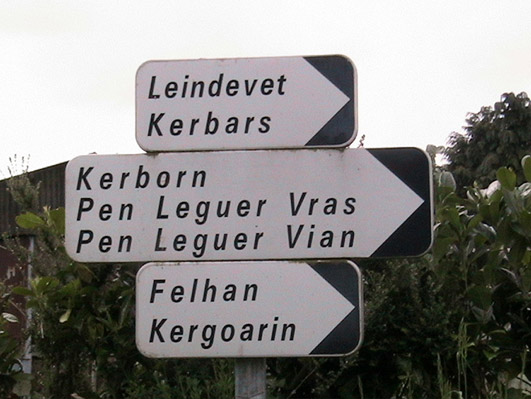 Leindevet
Kerbars
Kerborn
Pen Leguer Vras
Pen Leguer Vian
Felhan
Kergoarin